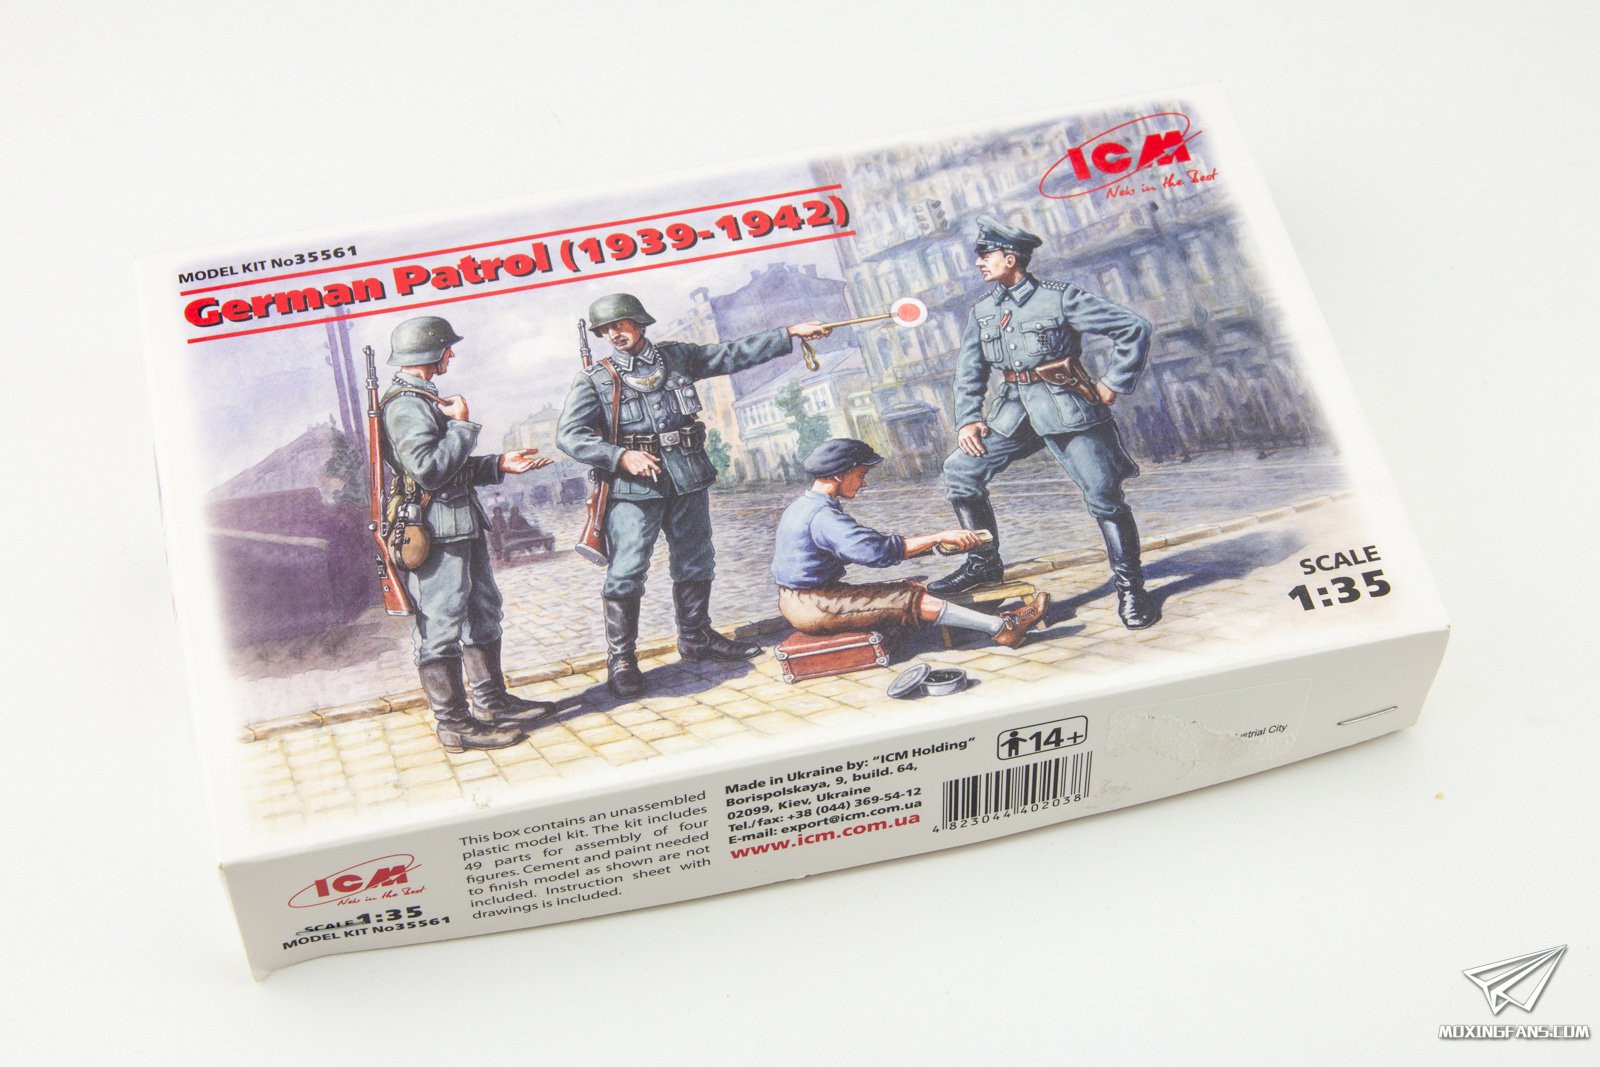 ICM
New in the Best
MODEL KIT No35561
German Patrol (1939-1942)
SCALE
1:35
ICM
New in the Best
SCALE 1:35
MODEL KIT No35561
This box contains an unassembled
plastic model kit. The kit includes
49 parts for assembly of four
figures. Cement and paint needed
to finish model as shown are not
included. Instruction sheet with
drawings is included.
Made in Ukraine by: "ICM Holding"
Borispolskaya, 9, build. 64,
02099, Kiev, Ukraine
Tel./fax: +38 (044) 369-54-12
E-mail: export@icm.com.ua
www.icm.com.ua
14+
4 823044 402038
City
MOXINGFANS.COM